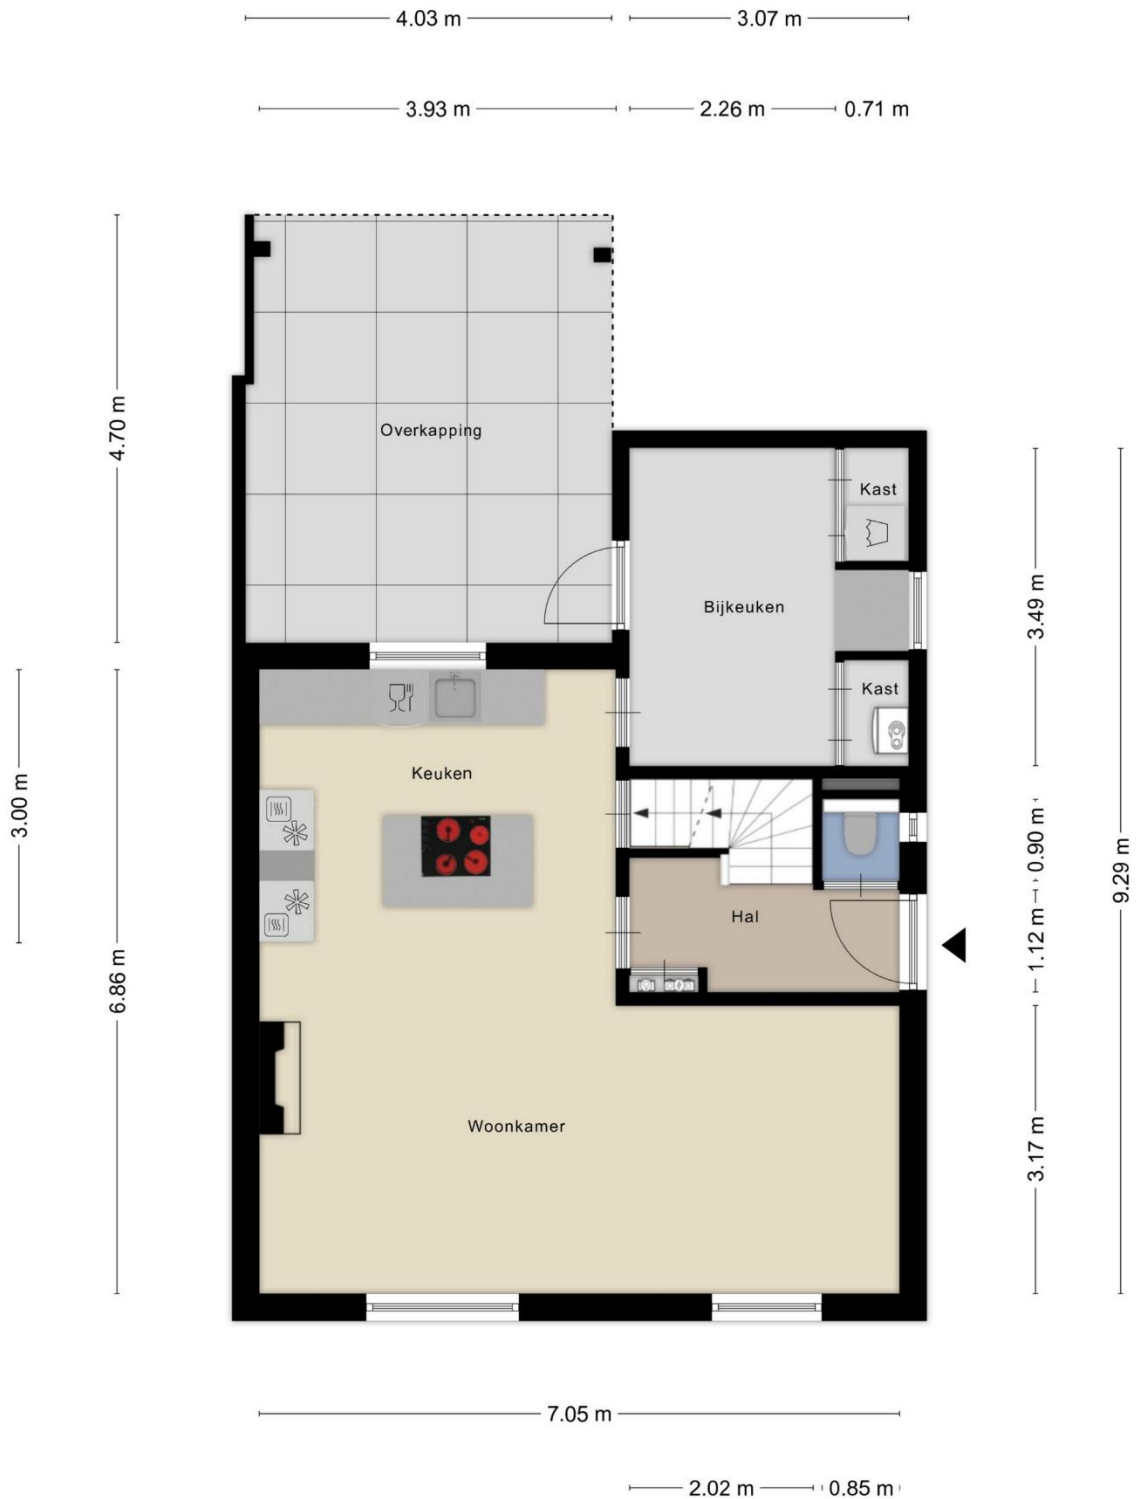 4.03 m
3.07 m
3.93 m
2.26 m
0.71 m
4.70 m
Overkapping
Kast
3.49 m
Bijkeuken
Kast
3.00 m
Keuken
0.90 m
9.29 m
Hal
1.12 m
6.86 m
Woonkamer
3.17 m
7.05 m
2.02 m
0.85 m